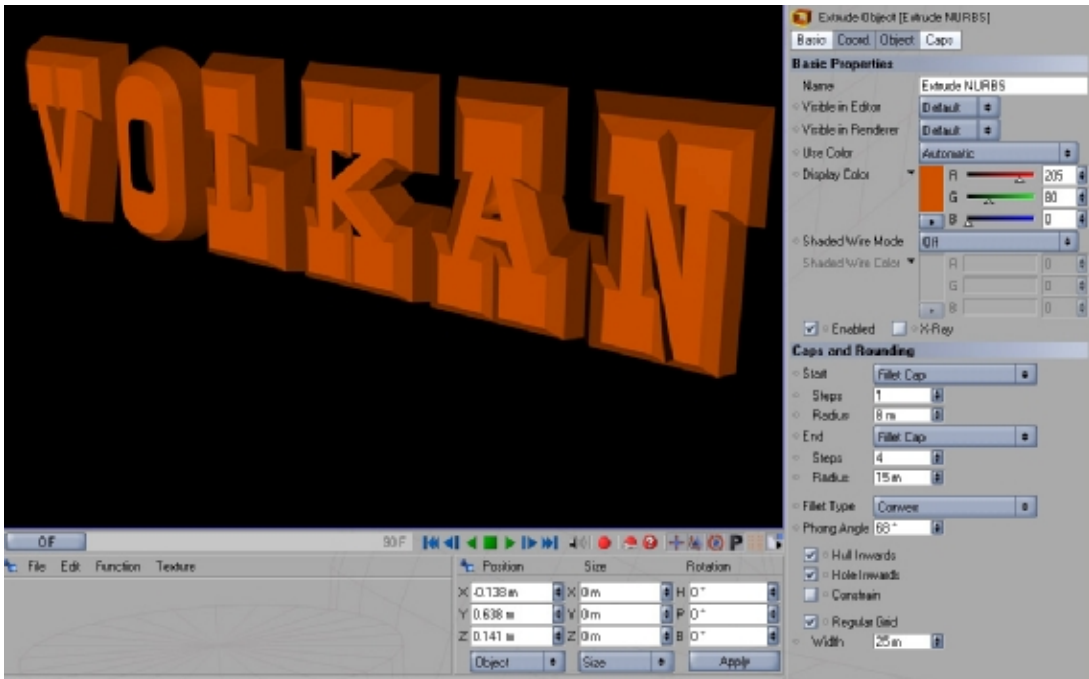 VOLKAN
Extrude Object [Extrude NURBS]
Basic Coord. Object Caps
Basic Properties
Name Extrude NURBS
Visible in Editor Default
Visible in Renderer Default
Use Color Automatic
Display Color R 205
G 80
B 0
Shaded Wire Mode Off
Shaded Wire Color R 0
G 0
B 0
Enabled X-Ray
Caps and Rounding
Start Fillet Cap
Steps 1
Radius 8 m
End Fillet Cap
Steps 4
Radius 15 m
Fillet Type Convex
Phong Angle 68 °
Hull Inwards
Hole Inwards
Constrain
Regular Grid
Width 25 m
0 F 90 F P
File Edit Function Texture
Position Size Rotation
X -0.138 m X 0 m H 0 °
Y 0.638 m Y 0 m P 0 °
Z 0.141 m Z 0 m B 0 °
Object Size Apply